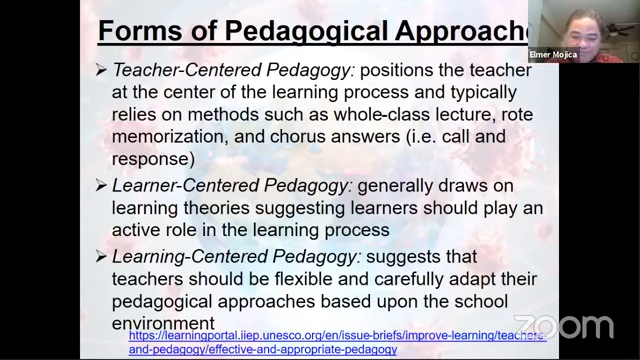 Forms of Pedagogical Approache
Elmer Mojica
➢ Teacher-Centered Pedagogy: positions the teacher
at the center of the learning process and typically
relies on methods such as whole-class lecture, rote
memorization, and chorus answers (i.e. call and
response)
➢ Learner-Centered Pedagogy: generally draws on
learning theories suggesting learners should play an
active role in the learning process
➢ Learning-Centered Pedagogy: suggests that
teachers should be flexible and carefully adapt their
pedagogical approaches based upon the school
environment
https://learningportal.iiep.unesco.org/en/issue-briefs/improve-learning/teachers-
and-pedagogy/effective-and-appropriate-pedagogy
zoom